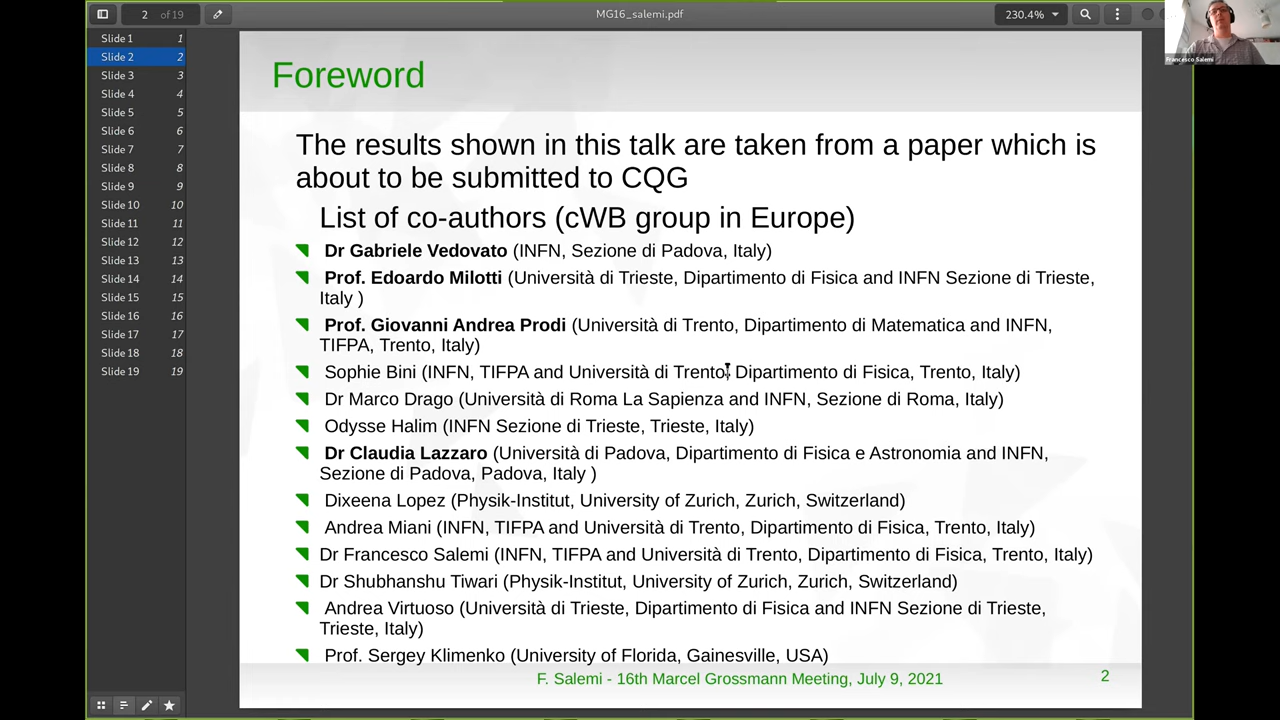 2 of 19
MG16_salemi.pdf
230.4%
Francesco Salemi
Slide 1 1
Slide 2 2
Slide 3 3
Slide 4 4
Slide 5 5
Slide 6 6
Slide 7 7
Slide 8 8
Slide 9 9
Slide 10 10
Slide 11 11
Slide 12 12
Slide 13 13
Slide 14 14
Slide 15 15
Slide 16 16
Slide 17 17
Slide 18 18
Slide 19 19
Foreword
The results shown in this talk are taken from a paper which is
about to be submitted to CQG
List of co-authors (cWB group in Europe)
Dr Gabriele Vedovato (INFN, Sezione di Padova, Italy)
Prof. Edoardo Milotti (Università di Trieste, Dipartimento di Fisica and INFN Sezione di Trieste,
Italy )
Prof. Giovanni Andrea Prodi (Università di Trento, Dipartimento di Matematica and INFN,
TIFPA, Trento, Italy)
Sophie Bini (INFN, TIFPA and Università di Trento, Dipartimento di Fisica, Trento, Italy)
Dr Marco Drago (Università di Roma La Sapienza and INFN, Sezione di Roma, Italy)
Odysse Halim (INFN Sezione di Trieste, Trieste, Italy)
Dr Claudia Lazzaro (Università di Padova, Dipartimento di Fisica e Astronomia and INFN,
Sezione di Padova, Padova, Italy )
Dixeena Lopez (Physik-Institut, University of Zurich, Zurich, Switzerland)
Andrea Miani (INFN, TIFPA and Università di Trento, Dipartimento di Fisica, Trento, Italy)
Dr Francesco Salemi (INFN, TIFPA and Università di Trento, Dipartimento di Fisica, Trento, Italy)
Dr Shubhanshu Tiwari (Physik-Institut, University of Zurich, Zurich, Switzerland)
Andrea Virtuoso (Università di Trieste, Dipartimento di Fisica and INFN Sezione di Trieste,
Trieste, Italy)
Prof. Sergey Klimenko (University of Florida, Gainesville, USA)
F. Salemi - 16th Marcel Grossmann Meeting, July 9, 2021
2